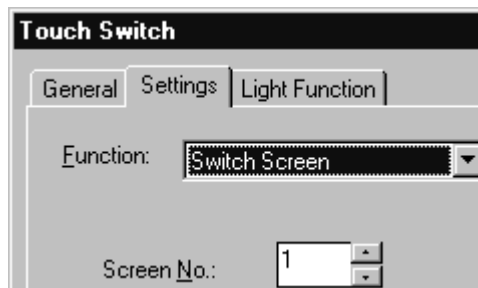 Touch Switch
General Settings Light Function
Function: Switch Screen
Screen No.: 1